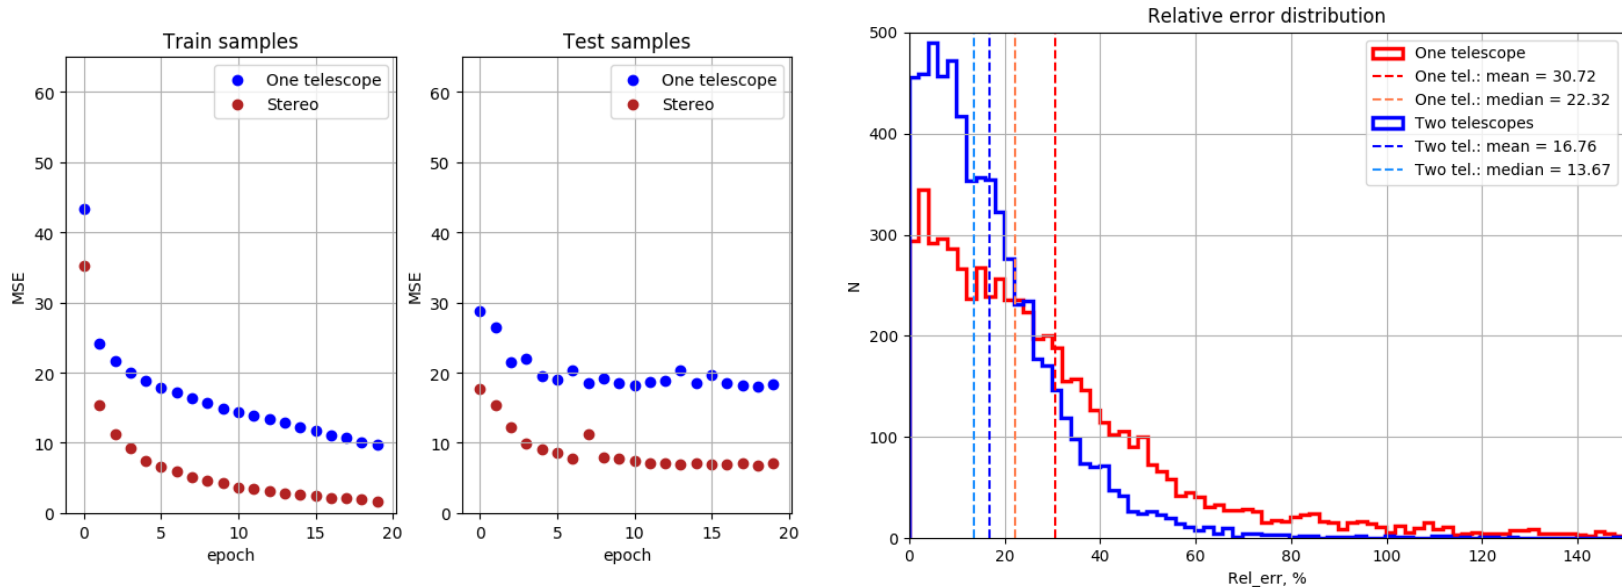 Train samples
One telescope
Stereo
60
50
40
30
20
10
0
MSE
0 5 10 15 20
epoch
Test samples
One telescope
Stereo
60
50
40
30
20
10
0
MSE
0 5 10 15 20
epoch
Relative error distribution
One telescope
One tel.: mean = 30.72
One tel.: median = 22.32
Two telescopes
Two tel.: mean = 16.76
Two tel.: median = 13.67
500
400
300
200
100
0
N
0 20 40 60 80 100 120 140
Rel_err, %